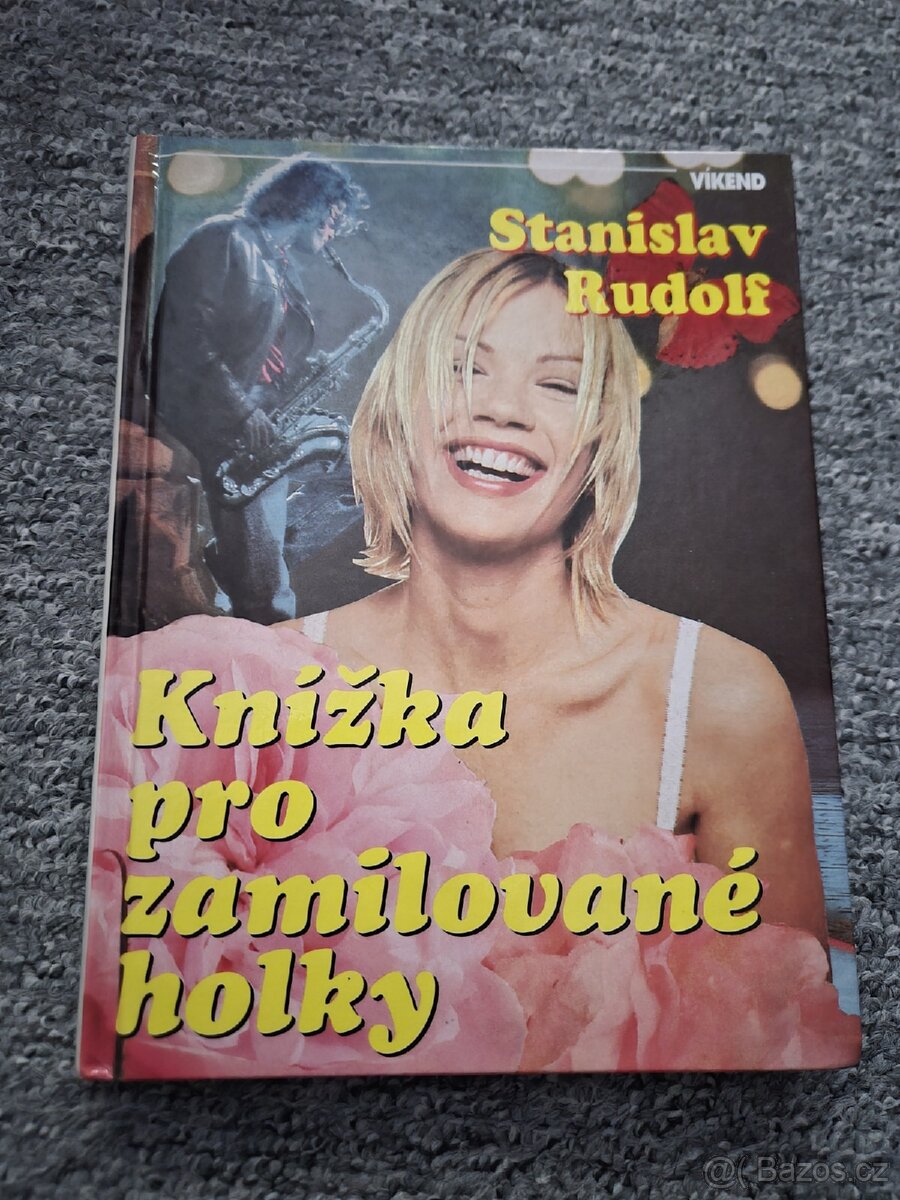 VÍKEND
Stanislav
Rudolf
Knížka
pro
zamilované
holky
@( Bazos.cz